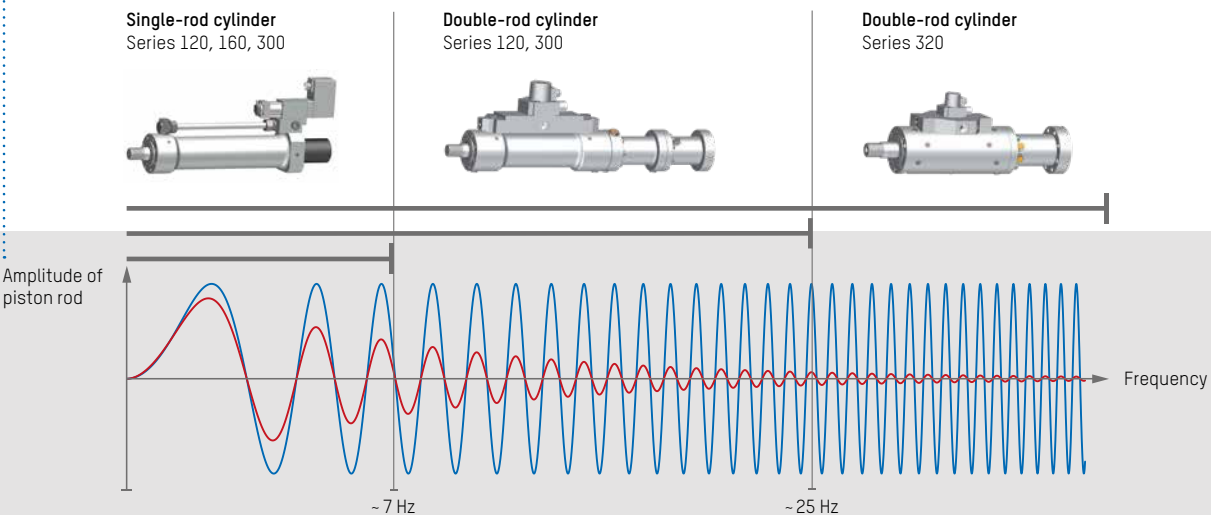 Single-rod cylinder
Series 120, 160, 300
Double-rod cylinder
Series 120, 300
Double-rod cylinder
Series 320
Amplitude of
piston rod
Frequency
~ 7 Hz
~ 25 Hz